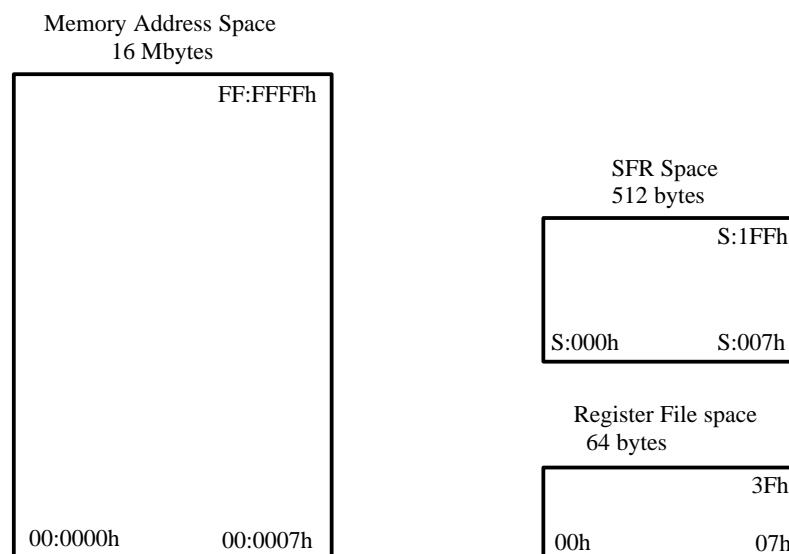 Memory Address Space
16 Mbytes
FF:FFFFh
00:0000h 00:0007h
SFR Space
512 bytes
S:1FFh
S:000h S:007h
Register File space
64 bytes
3Fh
00h 07h